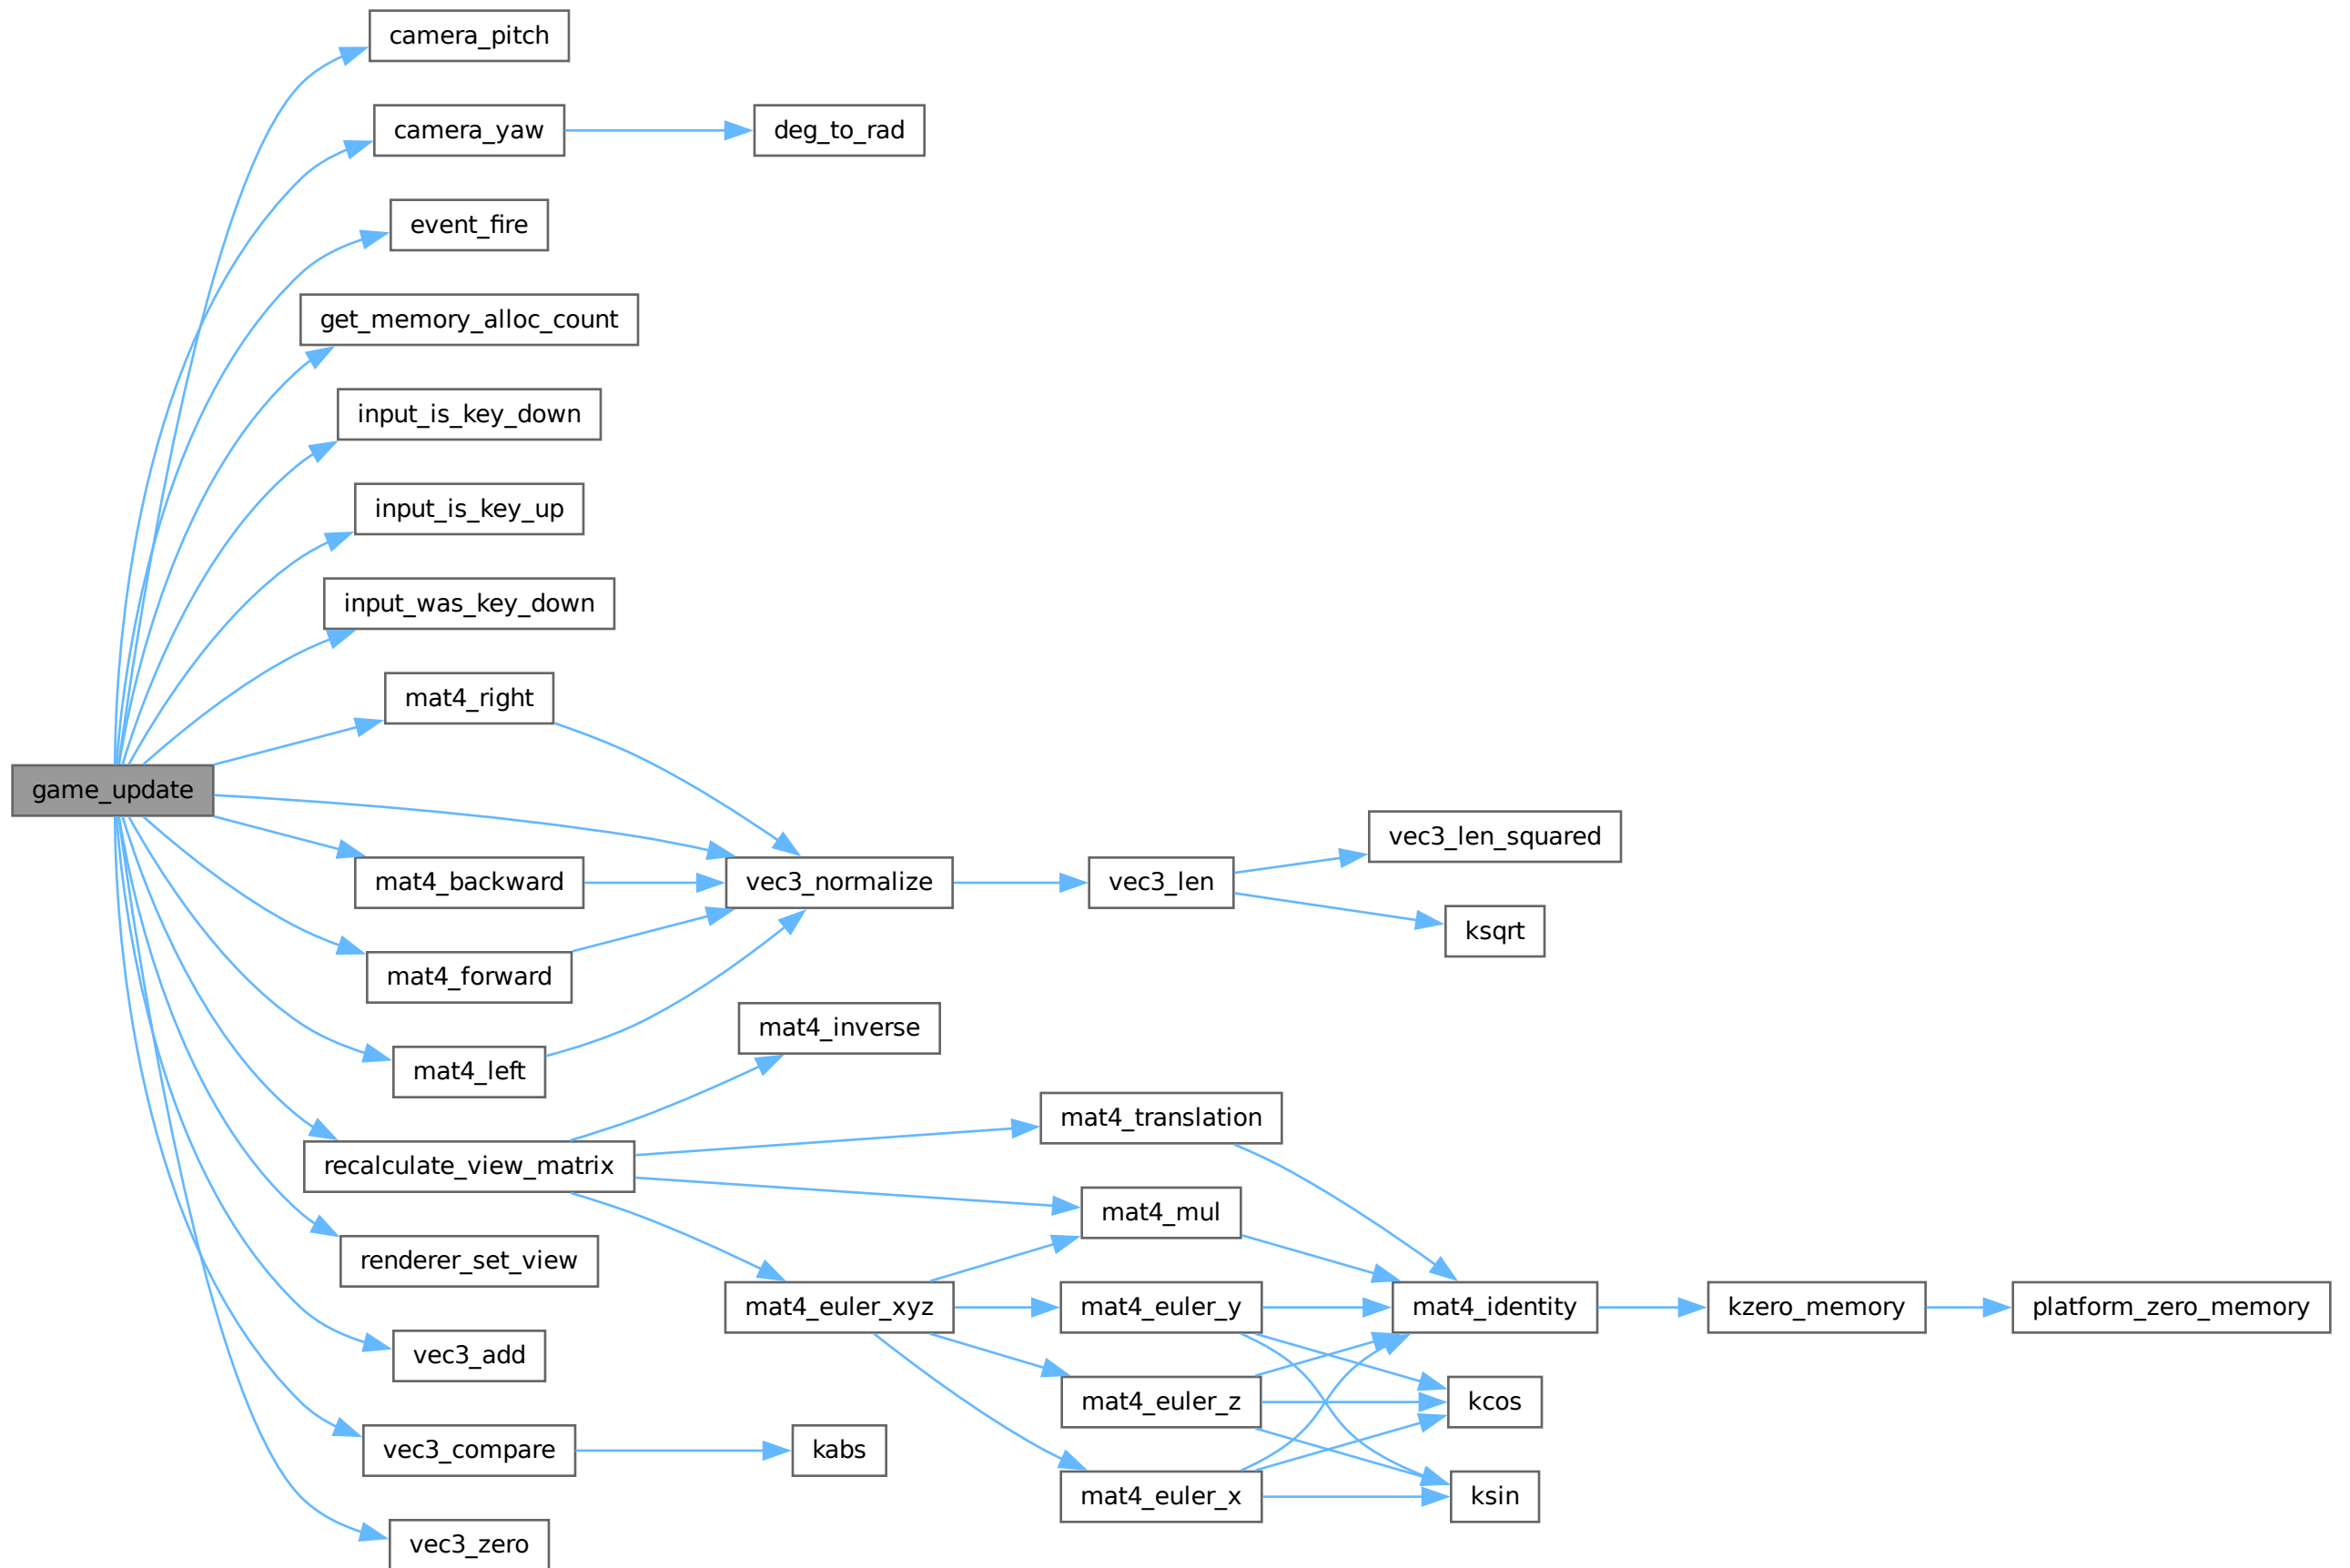 camera_pitch
camera_yaw
deg_to_rad
event_fire
get_memory_alloc_count
input_is_key_down
input_is_key_up
input_was_key_down
mat4_right
game_update
vec3_len_squared
mat4_backward
vec3_normalize
vec3_len
ksqrt
mat4_forward
mat4_inverse
mat4_left
mat4_translation
recalculate_view_matrix
mat4_mul
renderer_set_view
mat4_euler_xyz
mat4_euler_y
mat4_identity
kzero_memory
platform_zero_memory
vec3_add
mat4_euler_z
kcos
vec3_compare
kabs
mat4_euler_x
ksin
vec3_zero